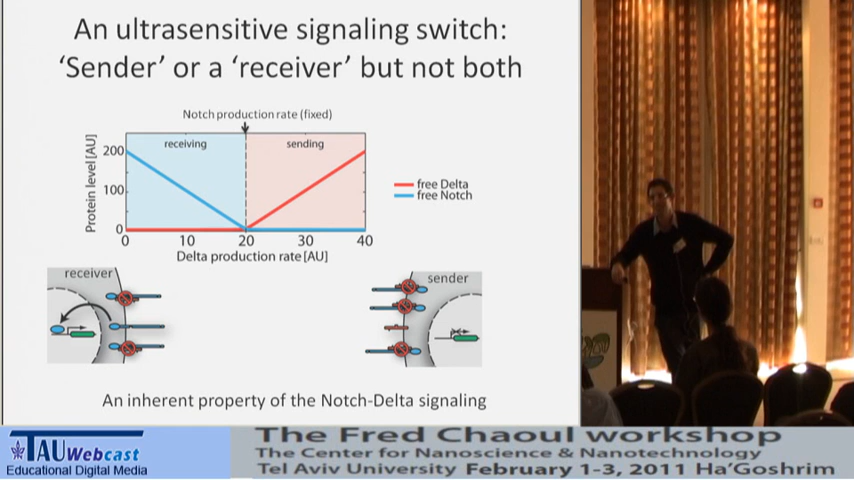 An ultrasensitive signaling switch:
‘Sender’ or a ‘receiver’ but not both
Notch production rate (fixed)
receiving
sending
Protein level [AU]
200
100
0
0 10 20 30 40
Delta production rate [AU]
free Delta
free Notch
receiver
sender
An inherent property of the Notch-Delta signaling
TAU Webcast
Educational Digital Media
The Fred Chaoul workshop
The Center for Nanoscience & Nanotechnology
Tel Aviv University February 1-3, 2011 Ha'Goshrim